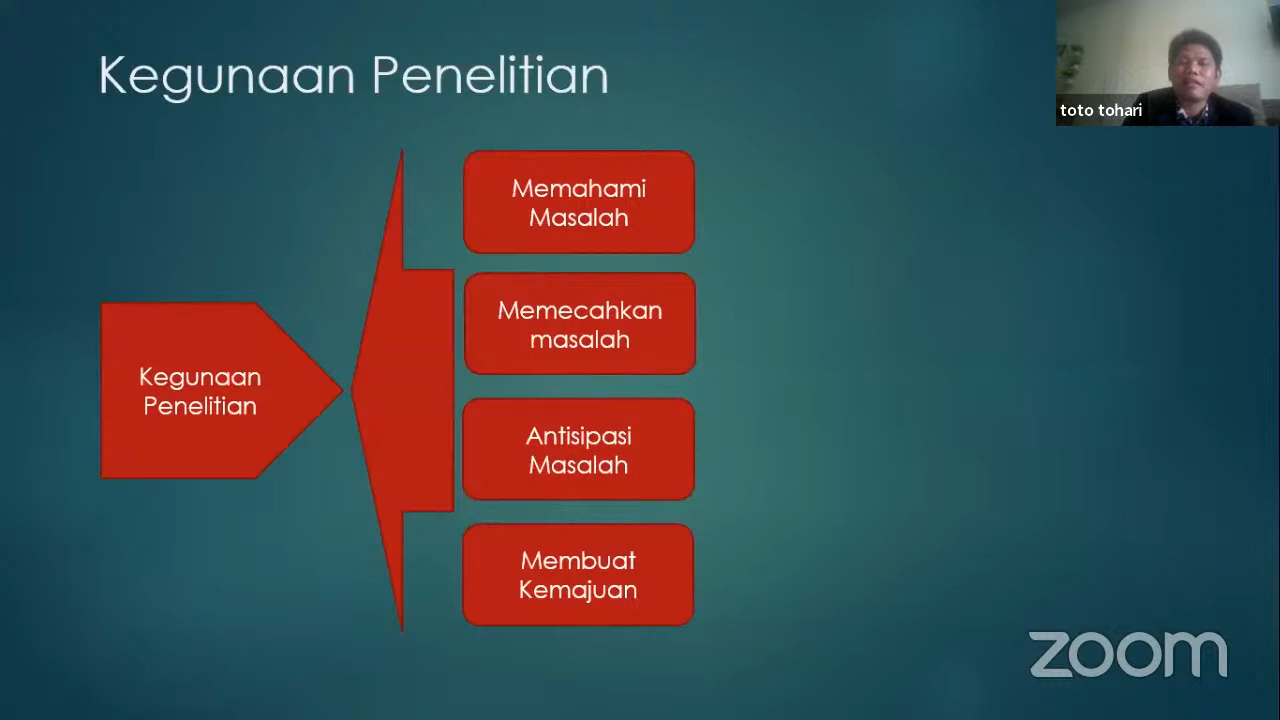 Kegunaan Penelitian
toto tohari
Memahami
Masalah
Memecahkan
masalah
Kegunaan
Penelitian
Antisipasi
Masalah
Membuat
Kemajuan
zoom